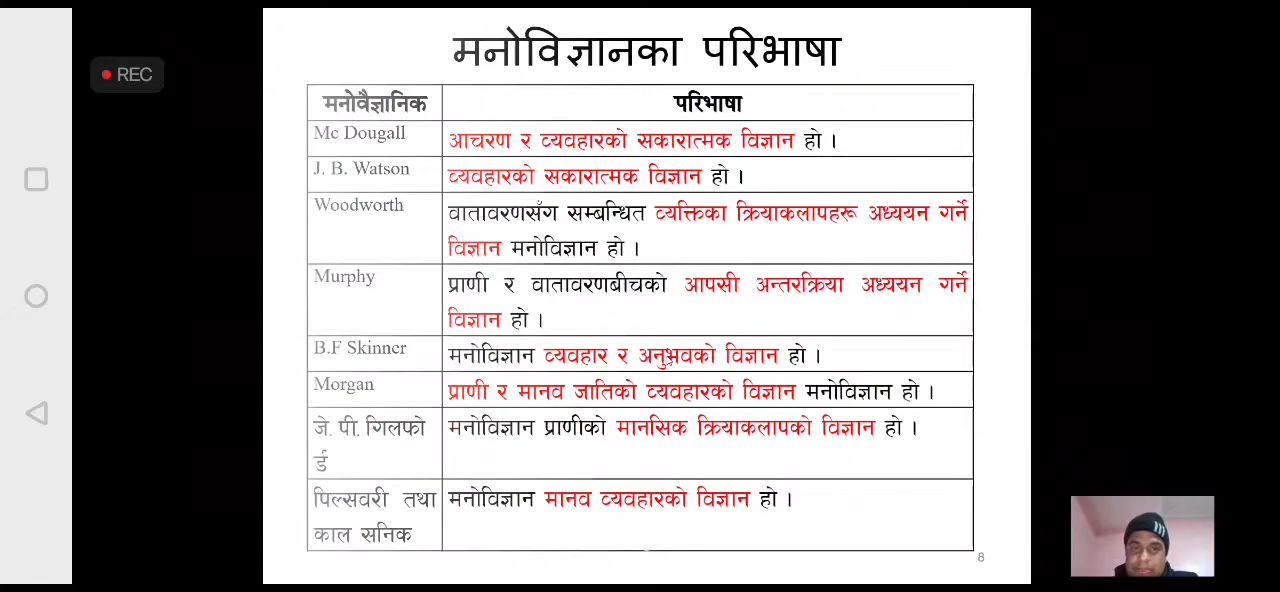 मनोविज्ञानका परिभाषा
REC
मनोवैज्ञानिक परिभाषा
Mc Dougall आचरण र व्यवहारको सकारात्मक विज्ञान हो ।
J. B. Watson व्यवहारको सकारात्मक विज्ञान हो ।
Woodworth वातावरणसँग सम्बन्धित व्यक्तिका क्रियाकलापहरू अध्ययन गर्ने
विज्ञान मनोविज्ञान हो ।
Murphy प्राणी र वातावरणबीचको आपसी अन्तरक्रिया अध्ययन गर्ने
विज्ञान हो ।
B.F Skinner मनोविज्ञान व्यवहार र अनुभवको विज्ञान हो ।
Morgan प्राणी र मानव जातिको व्यवहारको विज्ञान मनोविज्ञान हो ।
जे. पी. गिलफो मनोविज्ञान प्राणीको मानसिक क्रियाकलापको विज्ञान हो ।
र्ड
पिल्सवरी तथा मनोविज्ञान मानव व्यवहारको विज्ञान हो ।
काल सनिक
8